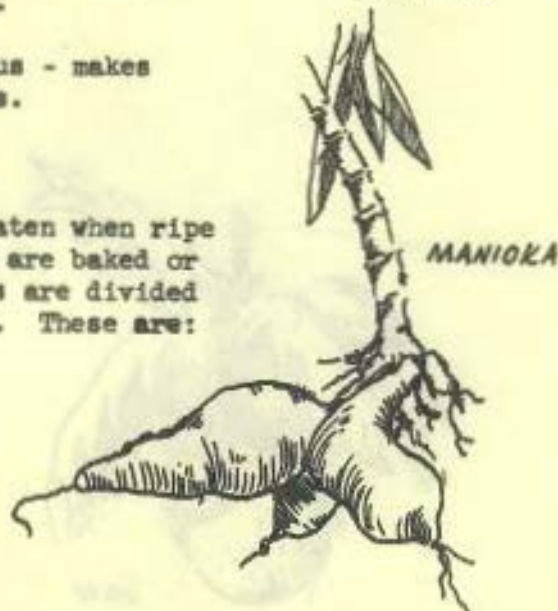 us - makes
s.
aten when ripe
are baked or
s are divided
. These are:
MANIOKA